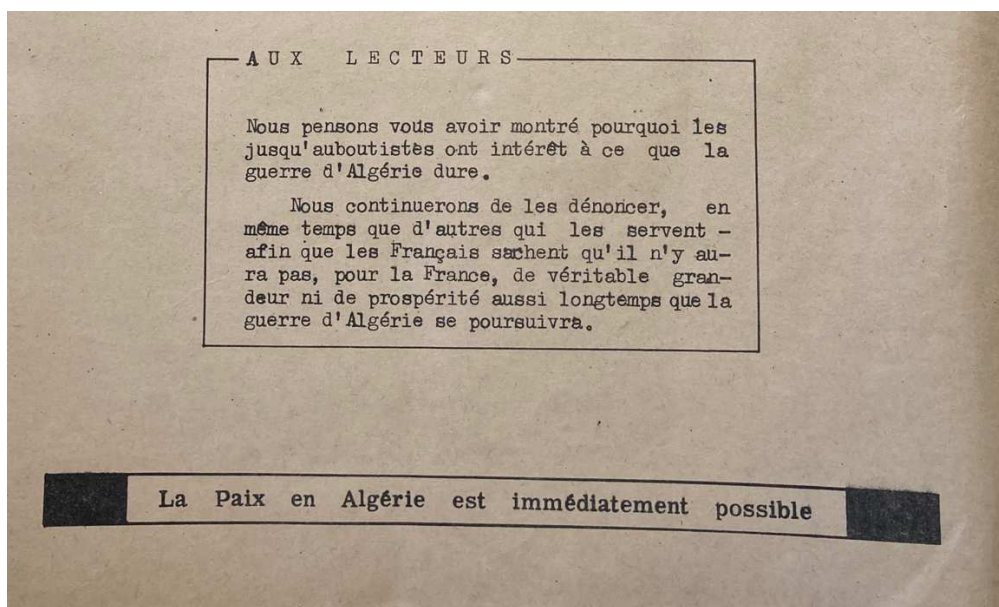 AUX LECTEURS
Nous pensons vous avoir montré pourquoi les
jusqu'auboutistes ont intérêt à ce que la
guerre d'Algérie dure.
Nous continuerons de les dénoncer, en
même temps que d'autres qui les servent -
afin que les Français sachent qu'il n'y au-
ra pas, pour la France, de véritable gran-
deur ni de prospérité aussi longtemps que la
guerre d'Algérie se poursuivra.
La Paix en Algérie est immédiatement possible